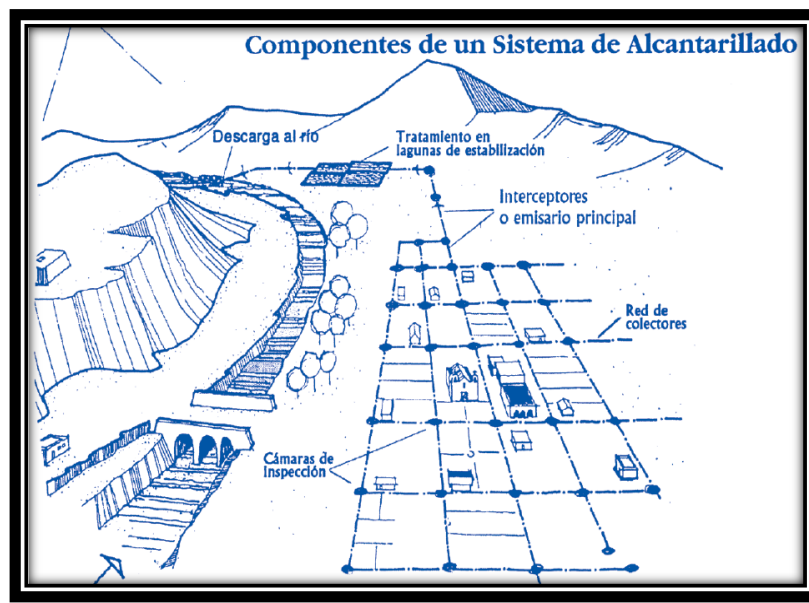 Componentes de un Sistema de Alcantarillado
Descarga al río
Tratamiento en
lagunas de estabilización
Interceptores
o emisario principal
Red de
colectores
Cámaras de
Inspección